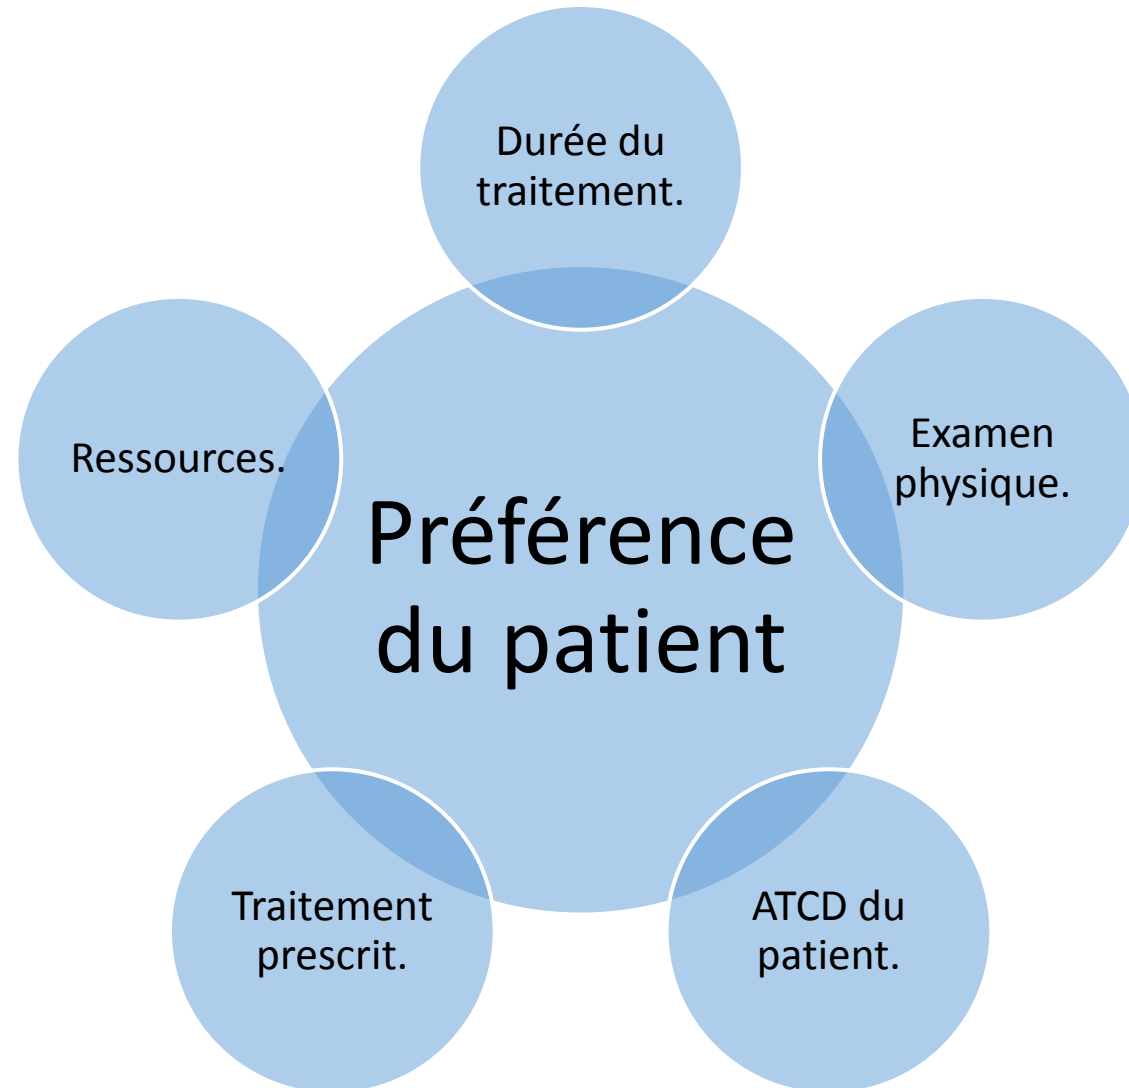 Durée du
traitement.
Examen
physique.
Ressources.
Préférence
du patient
Traitement
prescrit.
ATCD du
patient.